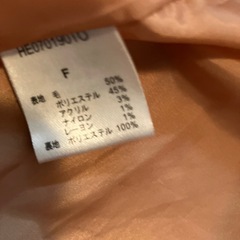 HE07019010
F
表地 毛 50%
ポリエステル 45%
アクリル 3%
ナイロン 1%
レーヨン 1%
裏地 ポリエステル 100%